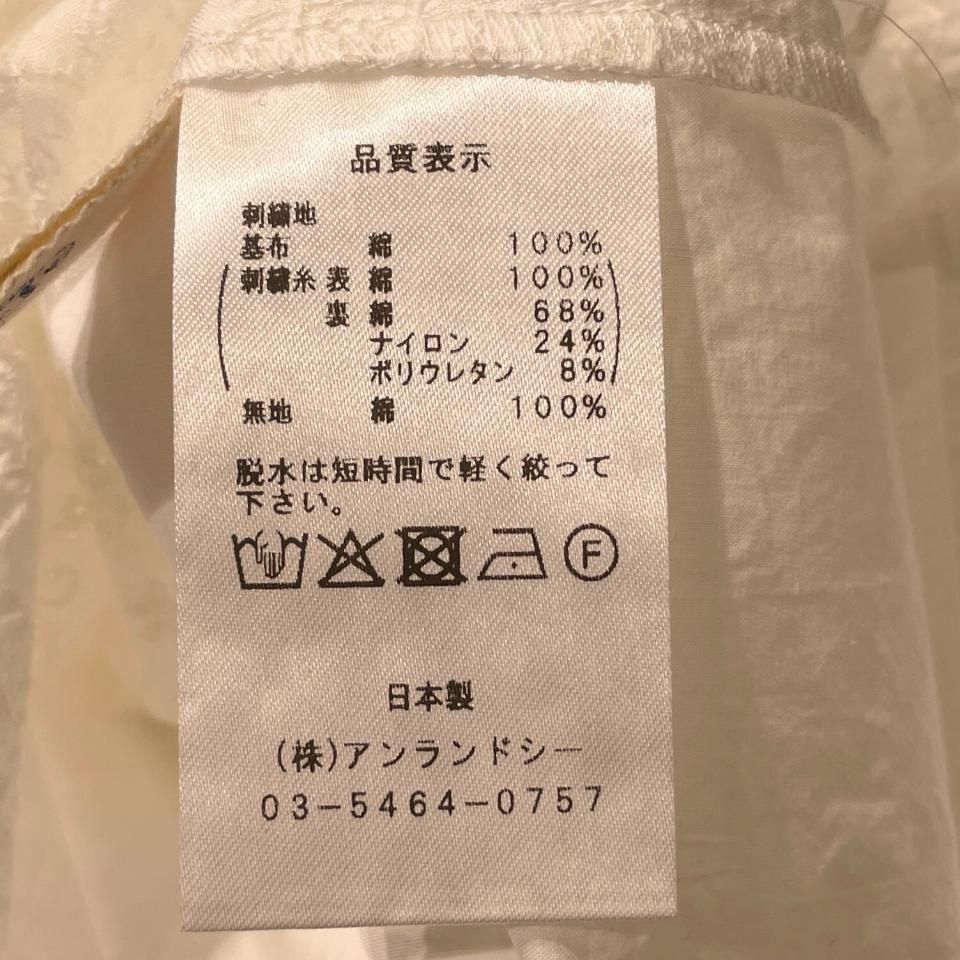 品質表示
刺繍地
基布 綿 100%
(刺繍糸 表 綿 100%
裏 綿 68%
ナイロン 24%
ポリウレタン 8%)
無地 綿 100%
脱水は短時間で軽く絞って
下さい。
F
日本製
(株)アンランドシー
03-5464-0757